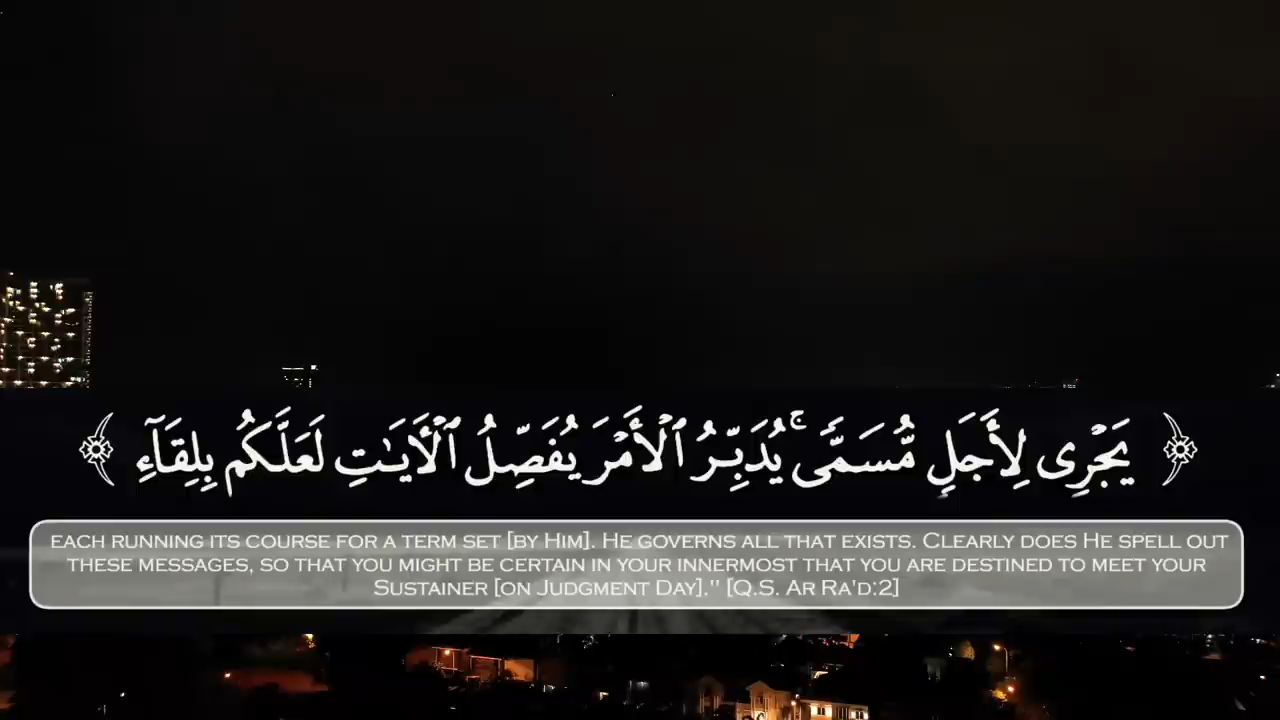 ﴿ يَجْرِى لِأَجَلٍ مُّسَمًّى ۚ يُدَبِّرُ ٱلْأَمْرَ يُفَصِّلُ ٱلْأَيَـٰتِ لَعَلَّكُم بِلِقَآءِ ﴾
EACH RUNNING ITS COURSE FOR A TERM SET [BY HIM]. HE GOVERNS ALL THAT EXISTS. CLEARLY DOES HE SPELL OUT
THESE MESSAGES, SO THAT YOU MIGHT BE CERTAIN IN YOUR INNERMOST THAT YOU ARE DESTINED TO MEET YOUR
SUSTAINER [ON JUDGMENT DAY]." [Q.S. AR RA'D:2]